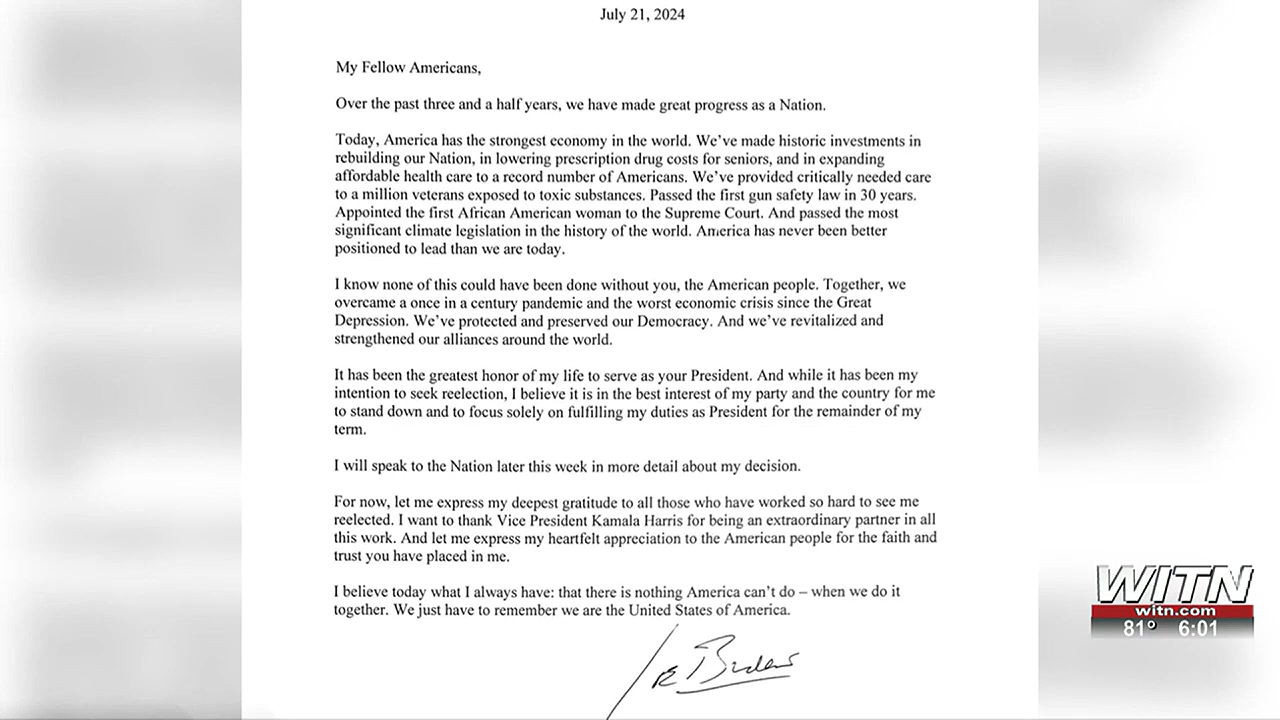 July 21, 2024
My Fellow Americans,
Over the past three and a half years, we have made great progress as a Nation.
Today, America has the strongest economy in the world. We've made historic investments in
rebuilding our Nation, in lowering prescription drug costs for seniors, and in expanding
affordable health care to a record number of Americans. We've provided critically needed care
to a million veterans exposed to toxic substances. Passed the first gun safety law in 30 years.
Appointed the first African American woman to the Supreme Court. And passed the most
significant climate legislation in the history of the world. America has never been better
positioned to lead than we are today.
I know none of this could have been done without you, the American people. Together, we
overcame a once in a century pandemic and the worst economic crisis since the Great
Depression. We've protected and preserved our Democracy. And we've revitalized and
strengthened our alliances around the world.
It has been the greatest honor of my life to serve as your President. And while it has been my
intention to seek reelection, I believe it is in the best interest of my party and the country for me
to stand down and to focus solely on fulfilling my duties as President for the remainder of my
term.
I will speak to the Nation later this week in more detail about my decision.
For now, let me express my deepest gratitude to all those who have worked so hard to see me
reelected. I want to thank Vice President Kamala Harris for being an extraordinary partner in all
this work. And let me express my heartfelt appreciation to the American people for the faith and
trust you have placed in me.
I believe today what I always have: that there is nothing America can't do – when we do it
together. We just have to remember we are the United States of America.
Joe Biden
WITN
witn.com
81° 6:01